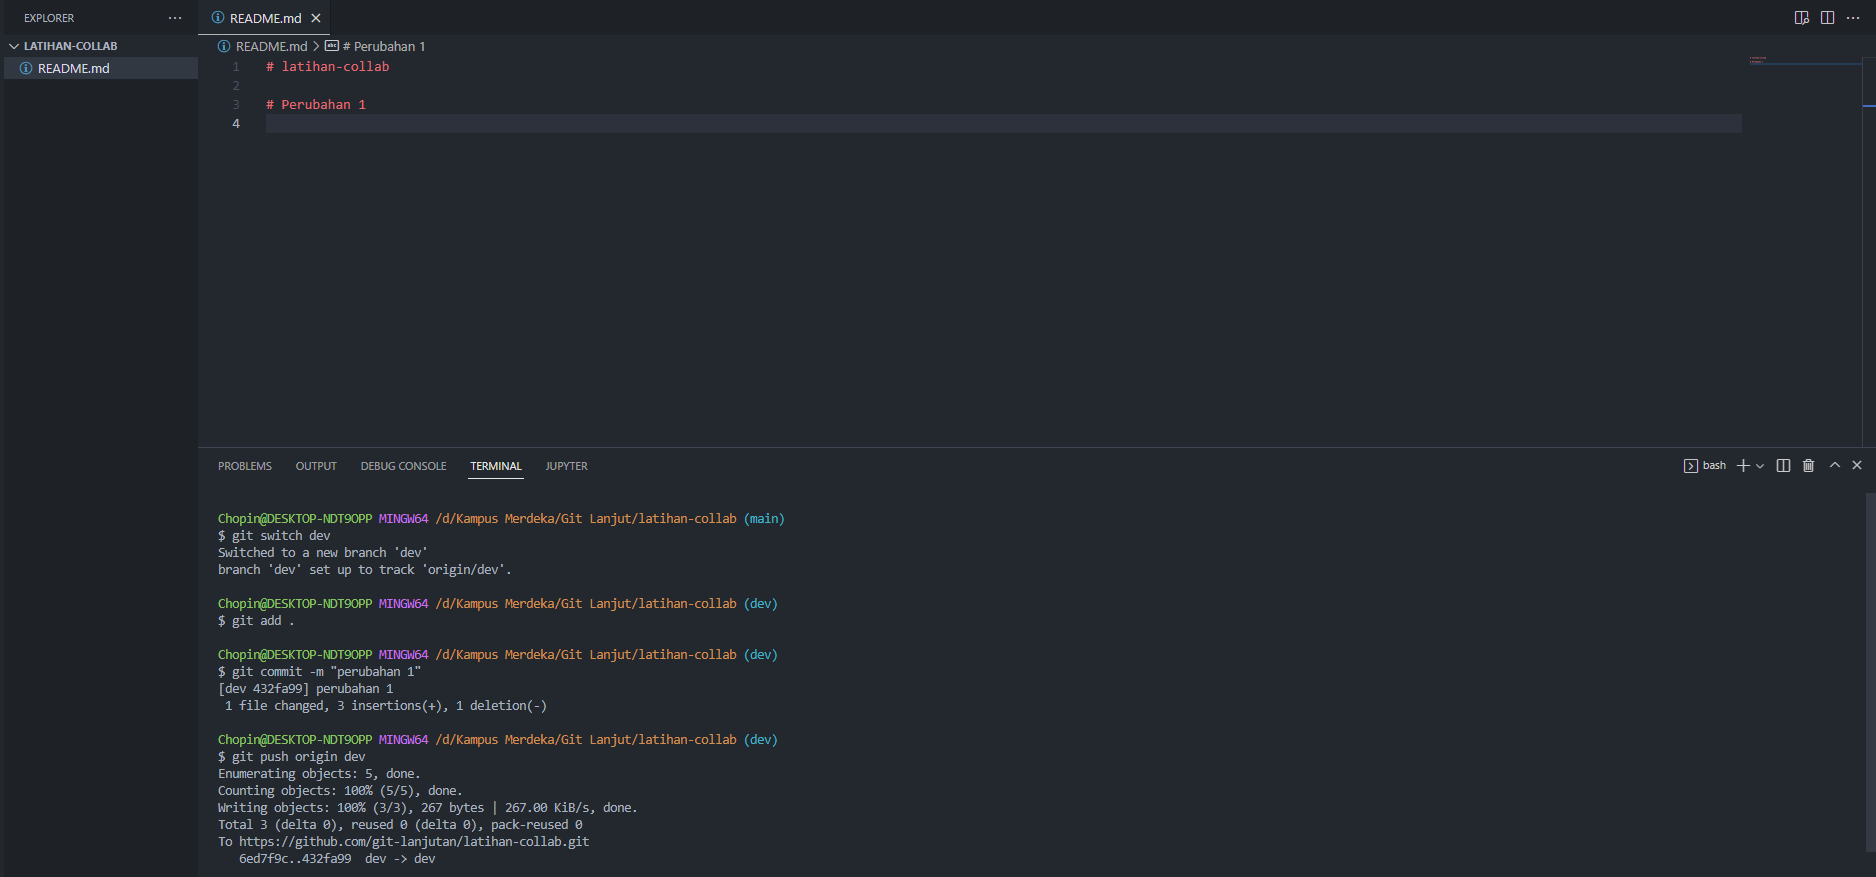 EXPLORER
LATIHAN-COLLAB
README.md
README.md
README.md > # Perubahan 1
1 # latihan-collab
2
3 # Perubahan 1
4
PROBLEMS OUTPUT DEBUG CONSOLE TERMINAL JUPYTER
bash
Chopin@DESKTOP-NDT9OPP MINGW64 /d/Kampus Merdeka/Git Lanjut/latihan-collab (main)
$ git switch dev
Switched to a new branch 'dev'
branch 'dev' set up to track 'origin/dev'.
Chopin@DESKTOP-NDT9OPP MINGW64 /d/Kampus Merdeka/Git Lanjut/latihan-collab (dev)
$ git add .
Chopin@DESKTOP-NDT9OPP MINGW64 /d/Kampus Merdeka/Git Lanjut/latihan-collab (dev)
$ git commit -m "perubahan 1"
[dev 432fa99] perubahan 1
1 file changed, 3 insertions(+), 1 deletion(-)
Chopin@DESKTOP-NDT9OPP MINGW64 /d/Kampus Merdeka/Git Lanjut/latihan-collab (dev)
$ git push origin dev
Enumerating objects: 5, done.
Counting objects: 100% (5/5), done.
Writing objects: 100% (3/3), 267 bytes | 267.00 KiB/s, done.
Total 3 (delta 0), reused 0 (delta 0), pack-reused 0
To https://github.com/git-lanjutan/latihan-collab.git
6ed7f9c..432fa99  dev -> dev